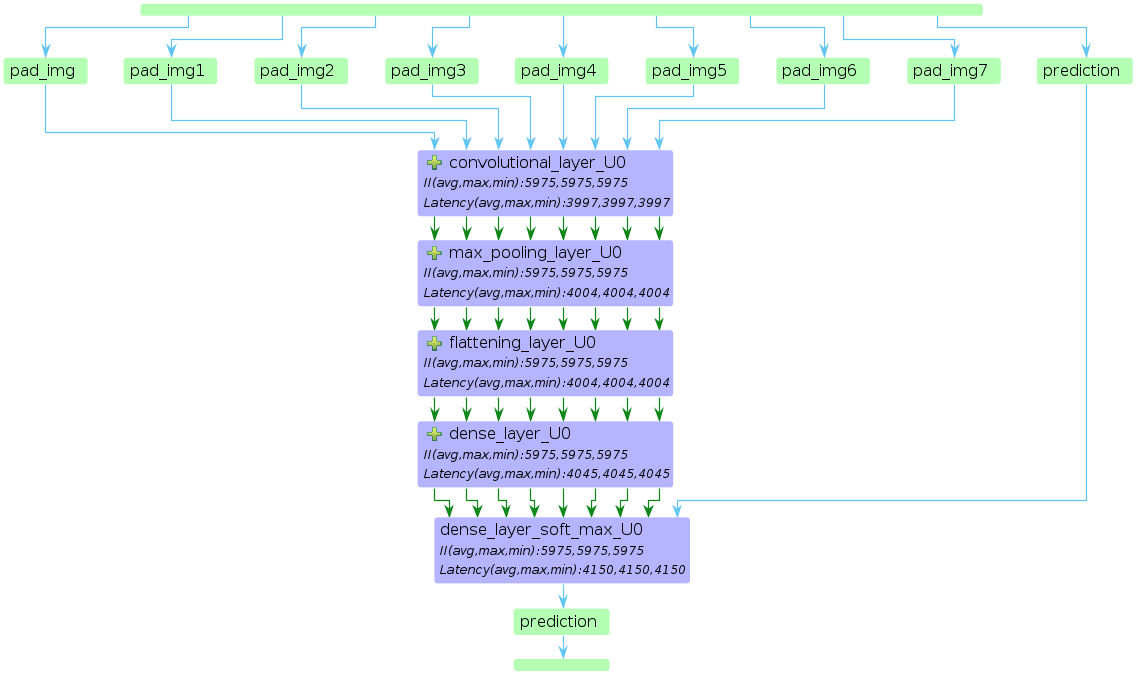 pad_img
pad_img1
pad_img2
pad_img3
pad_img4
pad_img5
pad_img6
pad_img7
prediction
convolutional_layer_U0
II(avg,max,min):5975,5975,5975
Latency(avg,max,min):3997,3997,3997
max_pooling_layer_U0
II(avg,max,min):5975,5975,5975
Latency(avg,max,min):4004,4004,4004
flattening_layer_U0
II(avg,max,min):5975,5975,5975
Latency(avg,max,min):4004,4004,4004
dense_layer_U0
II(avg,max,min):5975,5975,5975
Latency(avg,max,min):4045,4045,4045
dense_layer_soft_max_U0
II(avg,max,min):5975,5975,5975
Latency(avg,max,min):4150,4150,4150
prediction